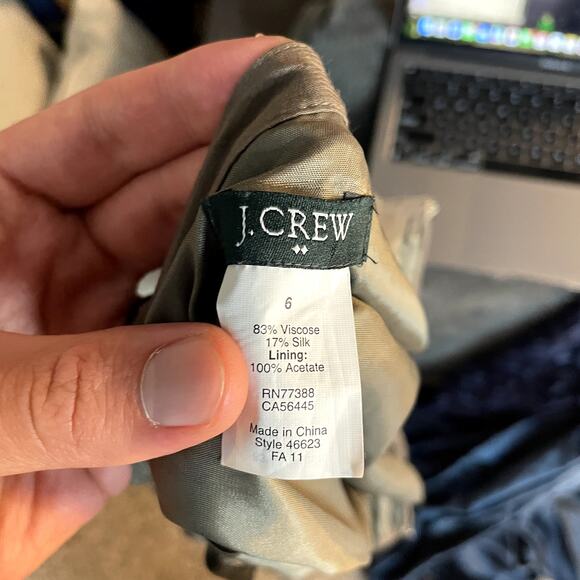 J.CREW
6
83% Viscose
17% Silk
Lining:
100% Acetate
RN77388
CA56445
Made in China
Style 46623
FA 11